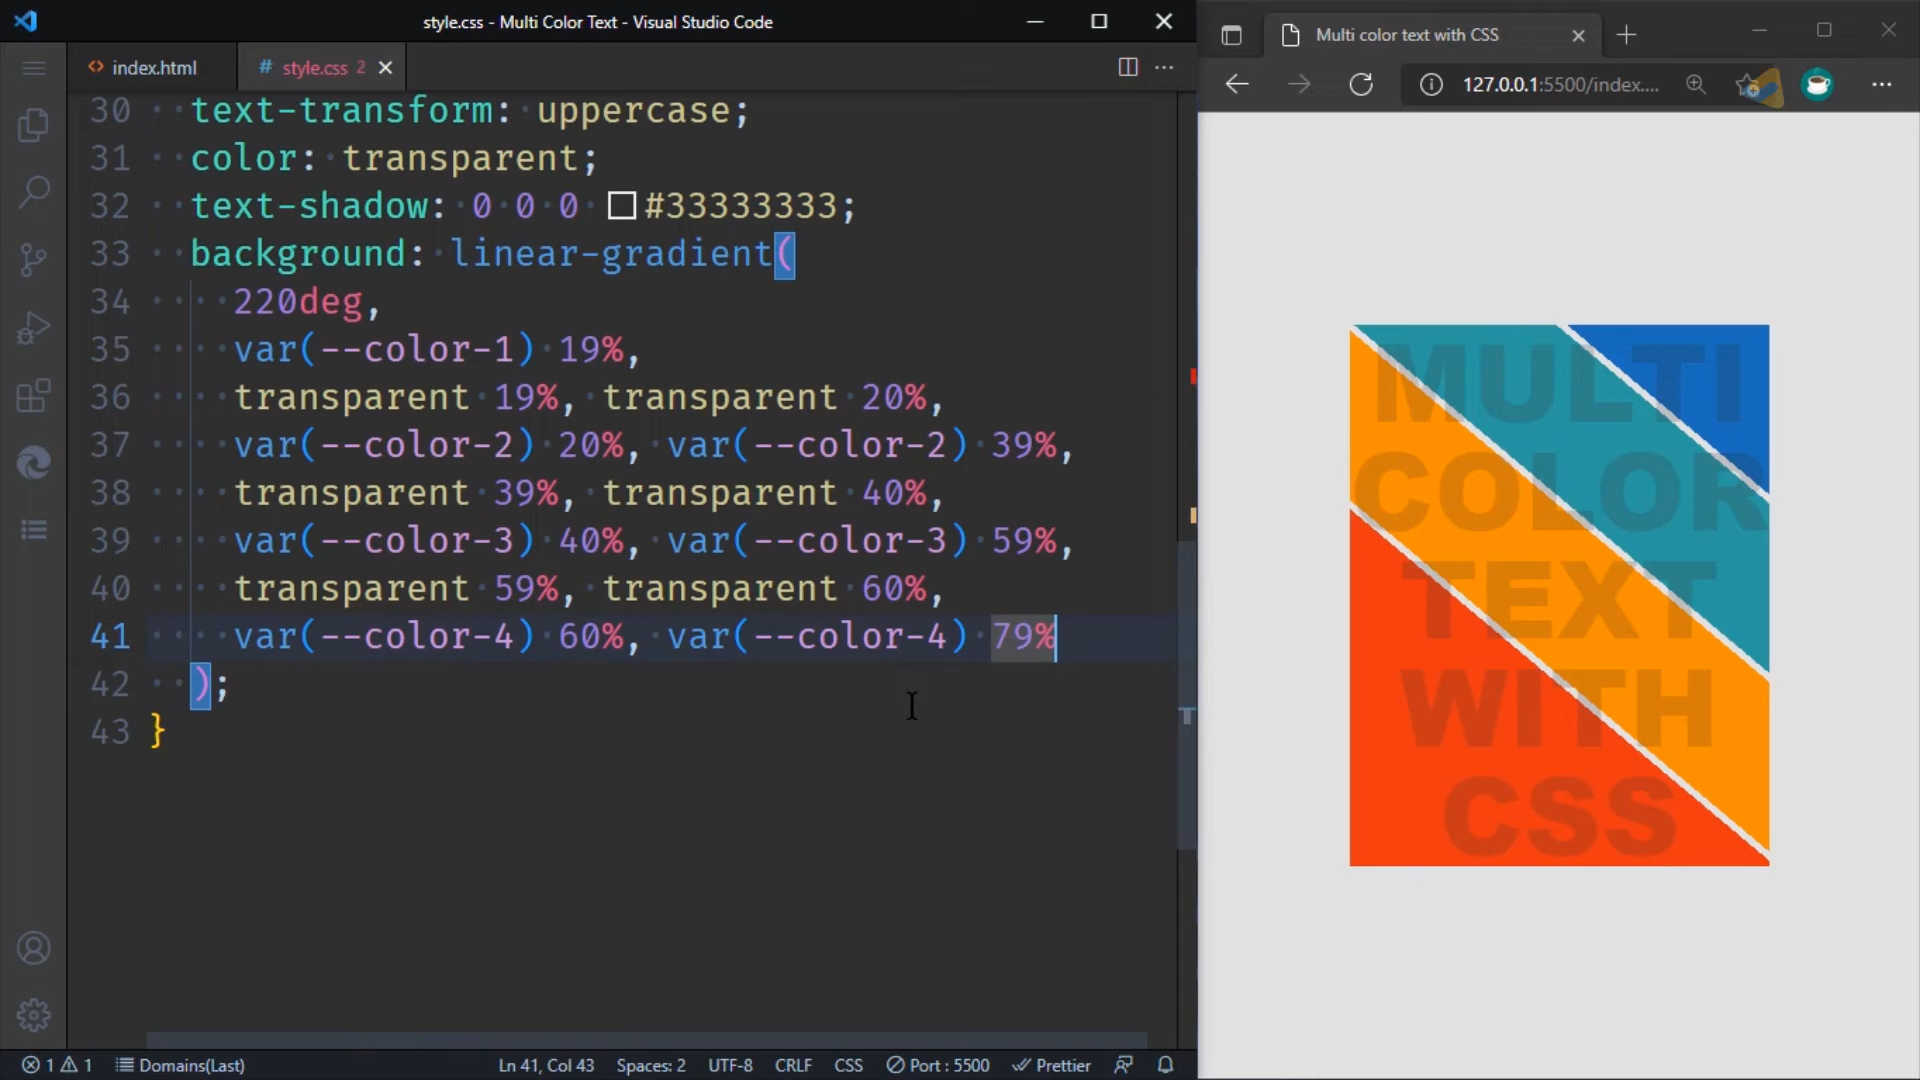 style.css - Multi Color Text - Visual Studio Code
index.html
# style.css 2
30 text-transform: uppercase;
31 color: transparent;
32 text-shadow: 0 0 0 #33333333;
33 background: linear-gradient(
34 220deg,
35 var(--color-1) 19%,
36 transparent 19%, transparent 20%,
37 var(--color-2) 20%, var(--color-2) 39%,
38 transparent 39%, transparent 40%,
39 var(--color-3) 40%, var(--color-3) 59%,
40 transparent 59%, transparent 60%,
41 var(--color-4) 60%, var(--color-4) 79%
42 );
43 }
1 1 Domains(Last) Ln 41, Col 43 Spaces: 2 UTF-8 CRLF CSS Port : 5500 Prettier
Multi color text with CSS
127.0.0.1:5500/index....
MULTI
COLOR
TEXT
WITH
CSS